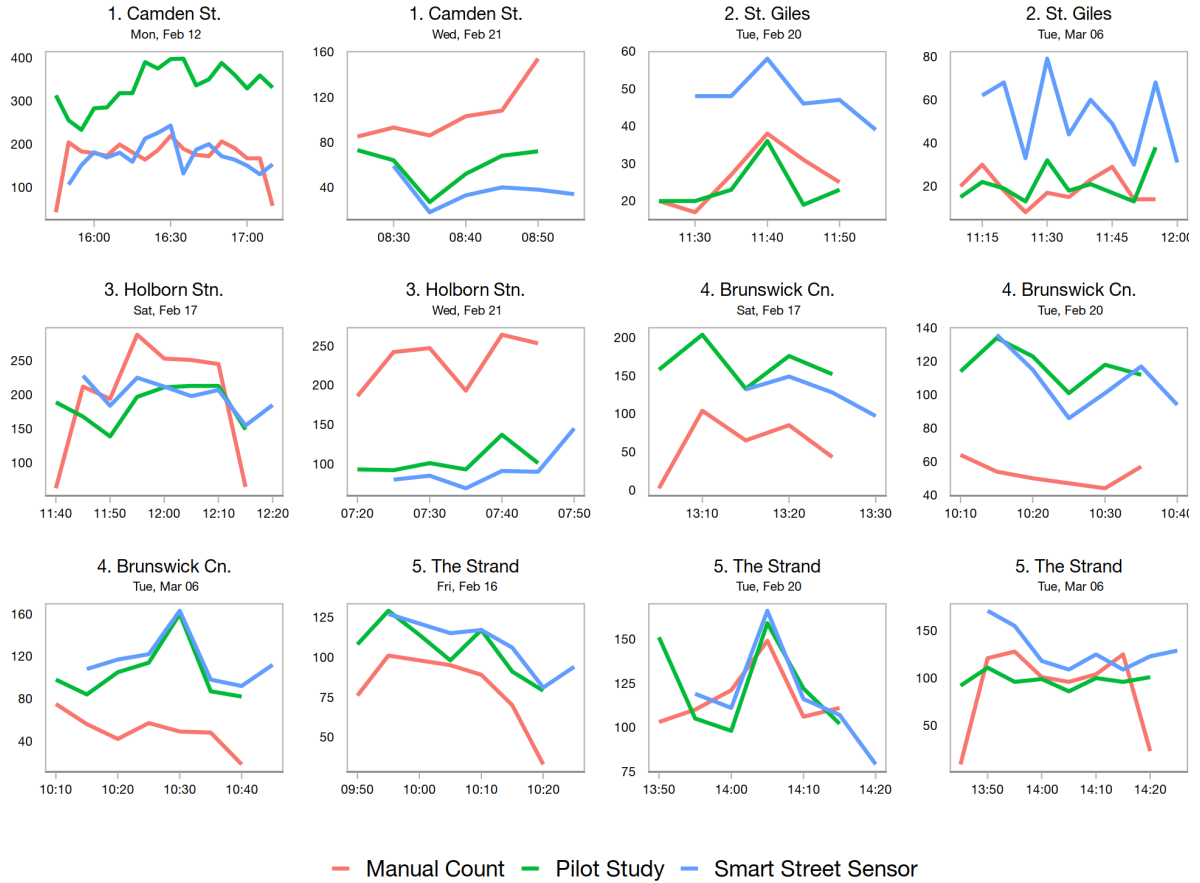 1. Camden St.
Mon, Feb 12
400
300
200
100
16:00 16:30 17:00
1. Camden St.
Wed, Feb 21
160
120
80
40
08:30 08:40 08:50
2. St. Giles
Tue, Feb 20
60
50
40
30
20
11:30 11:40 11:50
2. St. Giles
Tue, Mar 06
80
60
40
20
11:15 11:30 11:45 12:00
3. Holborn Stn.
Sat, Feb 17
250
200
150
100
11:40 11:50 12:00 12:10 12:20
3. Holborn Stn.
Wed, Feb 21
250
200
150
100
07:20 07:30 07:40 07:50
4. Brunswick Cn.
Sat, Feb 17
200
150
100
50
0
13:10 13:20 13:30
4. Brunswick Cn.
Tue, Feb 20
140
120
100
80
60
40
10:10 10:20 10:30 10:40
4. Brunswick Cn.
Tue, Mar 06
160
120
80
40
10:10 10:20 10:30 10:40
5. The Strand
Fri, Feb 16
125
100
75
50
09:50 10:00 10:10 10:20
5. The Strand
Tue, Feb 20
150
125
100
75
13:50 14:00 14:10 14:20
5. The Strand
Tue, Mar 06
150
100
50
13:50 14:00 14:10 14:20
Manual Count Pilot Study Smart Street Sensor